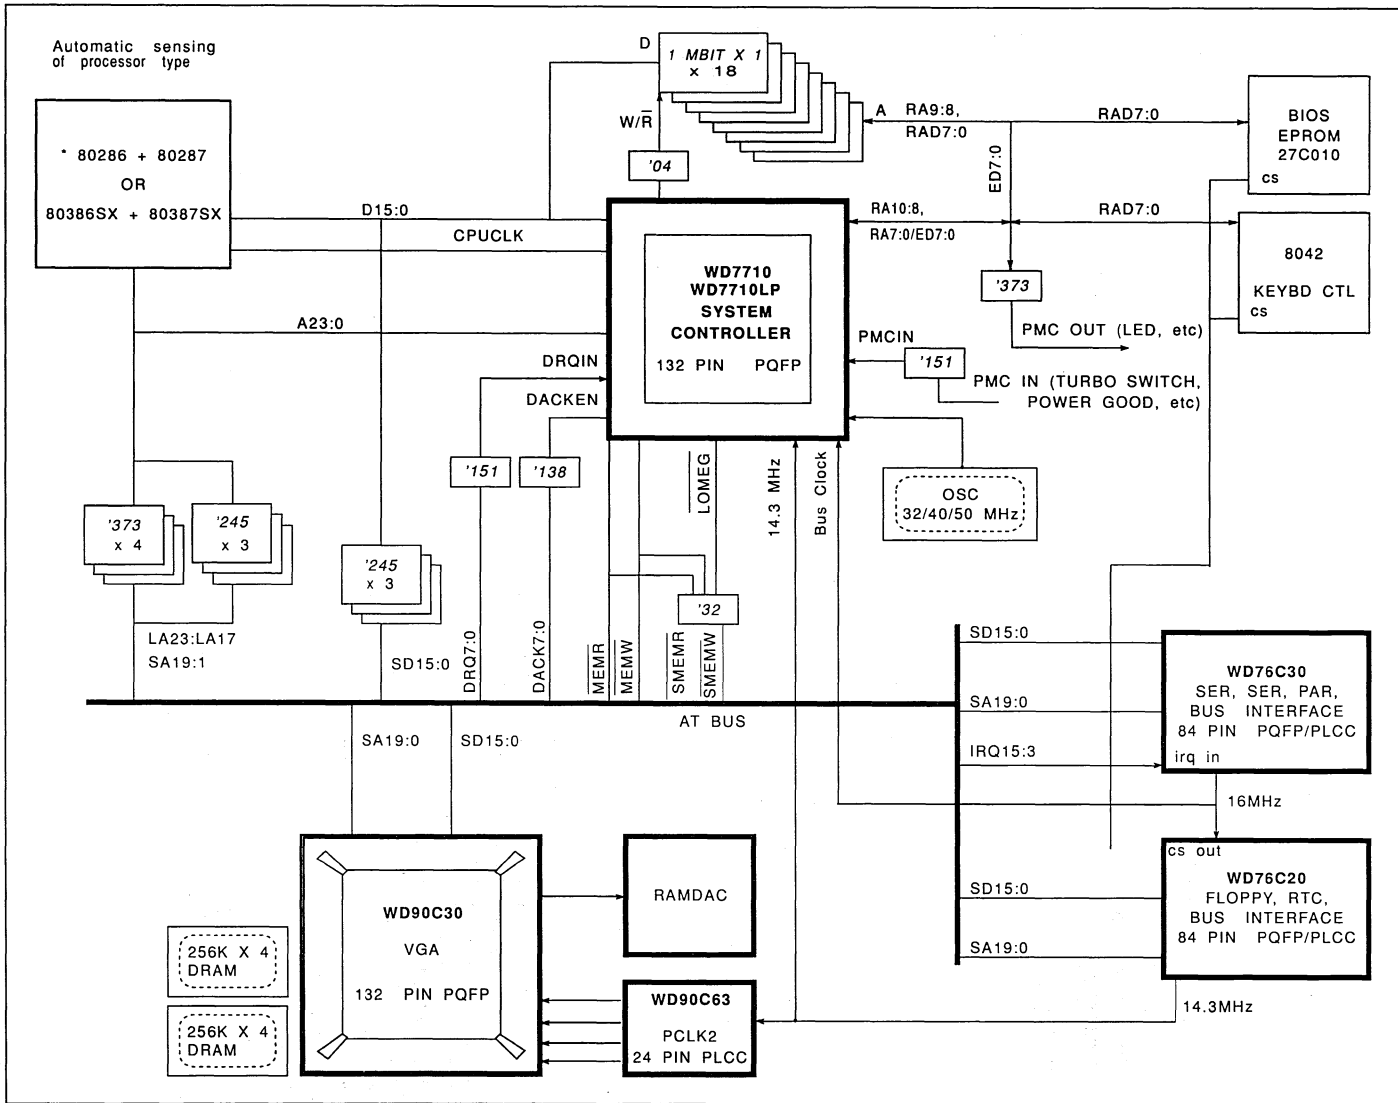 Automatic sensing
of processor type
* 80286 + 80287
OR
80386SX + 80387SX
D
1 MBIT X 1
x 18
W/R̅
'04
A
RA9:8,
RAD7:0
RAD7:0
BIOS
EPROM
27C010
cs
ED7:0
D15:0
CPUCLK
RA10:8,
RA7:0/ED7:0
RAD7:0
8042
KEYBD CTL
cs
WD7710
WD7710LP
SYSTEM
CONTROLLER
132 PIN PQFP
'373
PMC OUT (LED, etc)
A23:0
PMCIN
'151
PMC IN (TURBO SWITCH,
POWER GOOD, etc)
DRQIN
DACKEN
'151
'138
LOMEG
14.3 MHz
Bus Clock
OSC
32/40/50 MHz
'373
x 4
'245
x 3
'245
x 3
'32
LA23:LA17
SA19:1
SD15:0
DRQ7:0
DACK7:0
MEMR
MEMW
SMEMR
SMEMW
AT BUS
SD15:0
SA19:0
IRQ15:3
WD76C30
SER, SER, PAR,
BUS INTERFACE
84 PIN PQFP/PLCC
irq in
16MHz
SA19:0
SD15:0
cs out
WD76C20
FLOPPY, RTC,
BUS INTERFACE
84 PIN PQFP/PLCC
SD15:0
SA19:0
14.3MHz
WD90C30
VGA
132 PIN PQFP
RAMDAC
256K X 4
DRAM
256K X 4
DRAM
WD90C63
PCLK2
24 PIN PLCC